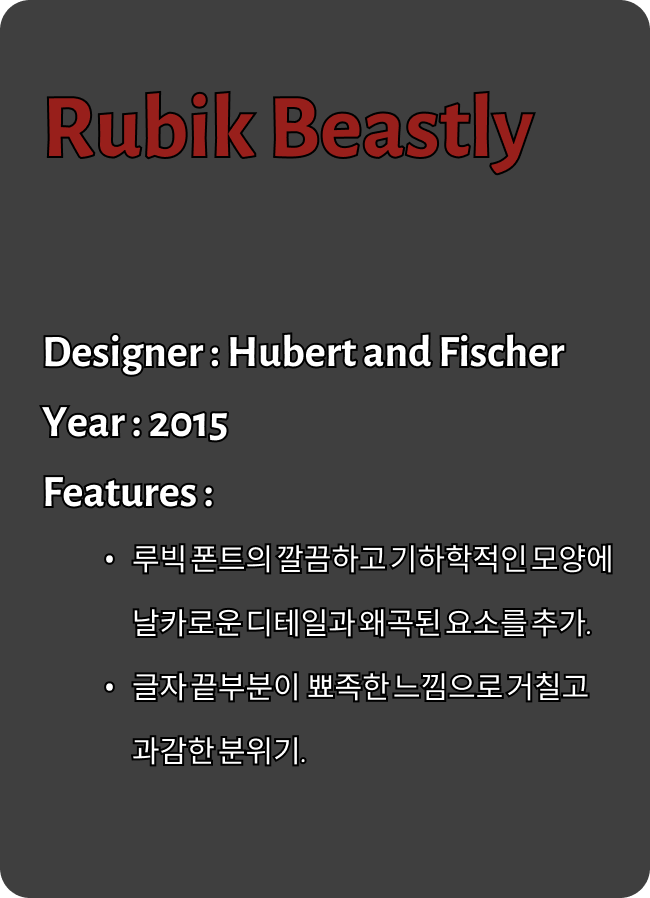 Rubik Beastly
Designer : Hubert and Fischer
Year : 2015
Features :
• 루빅 폰트의 깔끔하고 기하학적인 모양에
날카로운 디테일과 왜곡된 요소를 추가.
• 글자 끝부분이 뾰족한 느낌으로 거칠고
과감한 분위기.